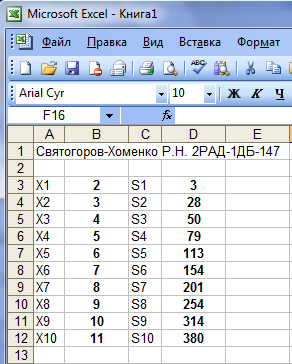 Microsoft Excel - Книга1
Файл Правка Вид Вставка Формат
Arial Cyr 10 Ж К Ч
F16 fx
A B C D E
1 Святогоров-Хоменко Р.Н. 2РАД-1ДБ-147
2
3 X1 2 S1 3
4 X2 3 S2 28
5 X3 4 S3 50
6 X4 5 S4 79
7 X5 6 S5 113
8 X6 7 S6 154
9 X7 8 S7 201
10 X8 9 S8 254
11 X9 10 S9 314
12 X10 11 S10 380
13